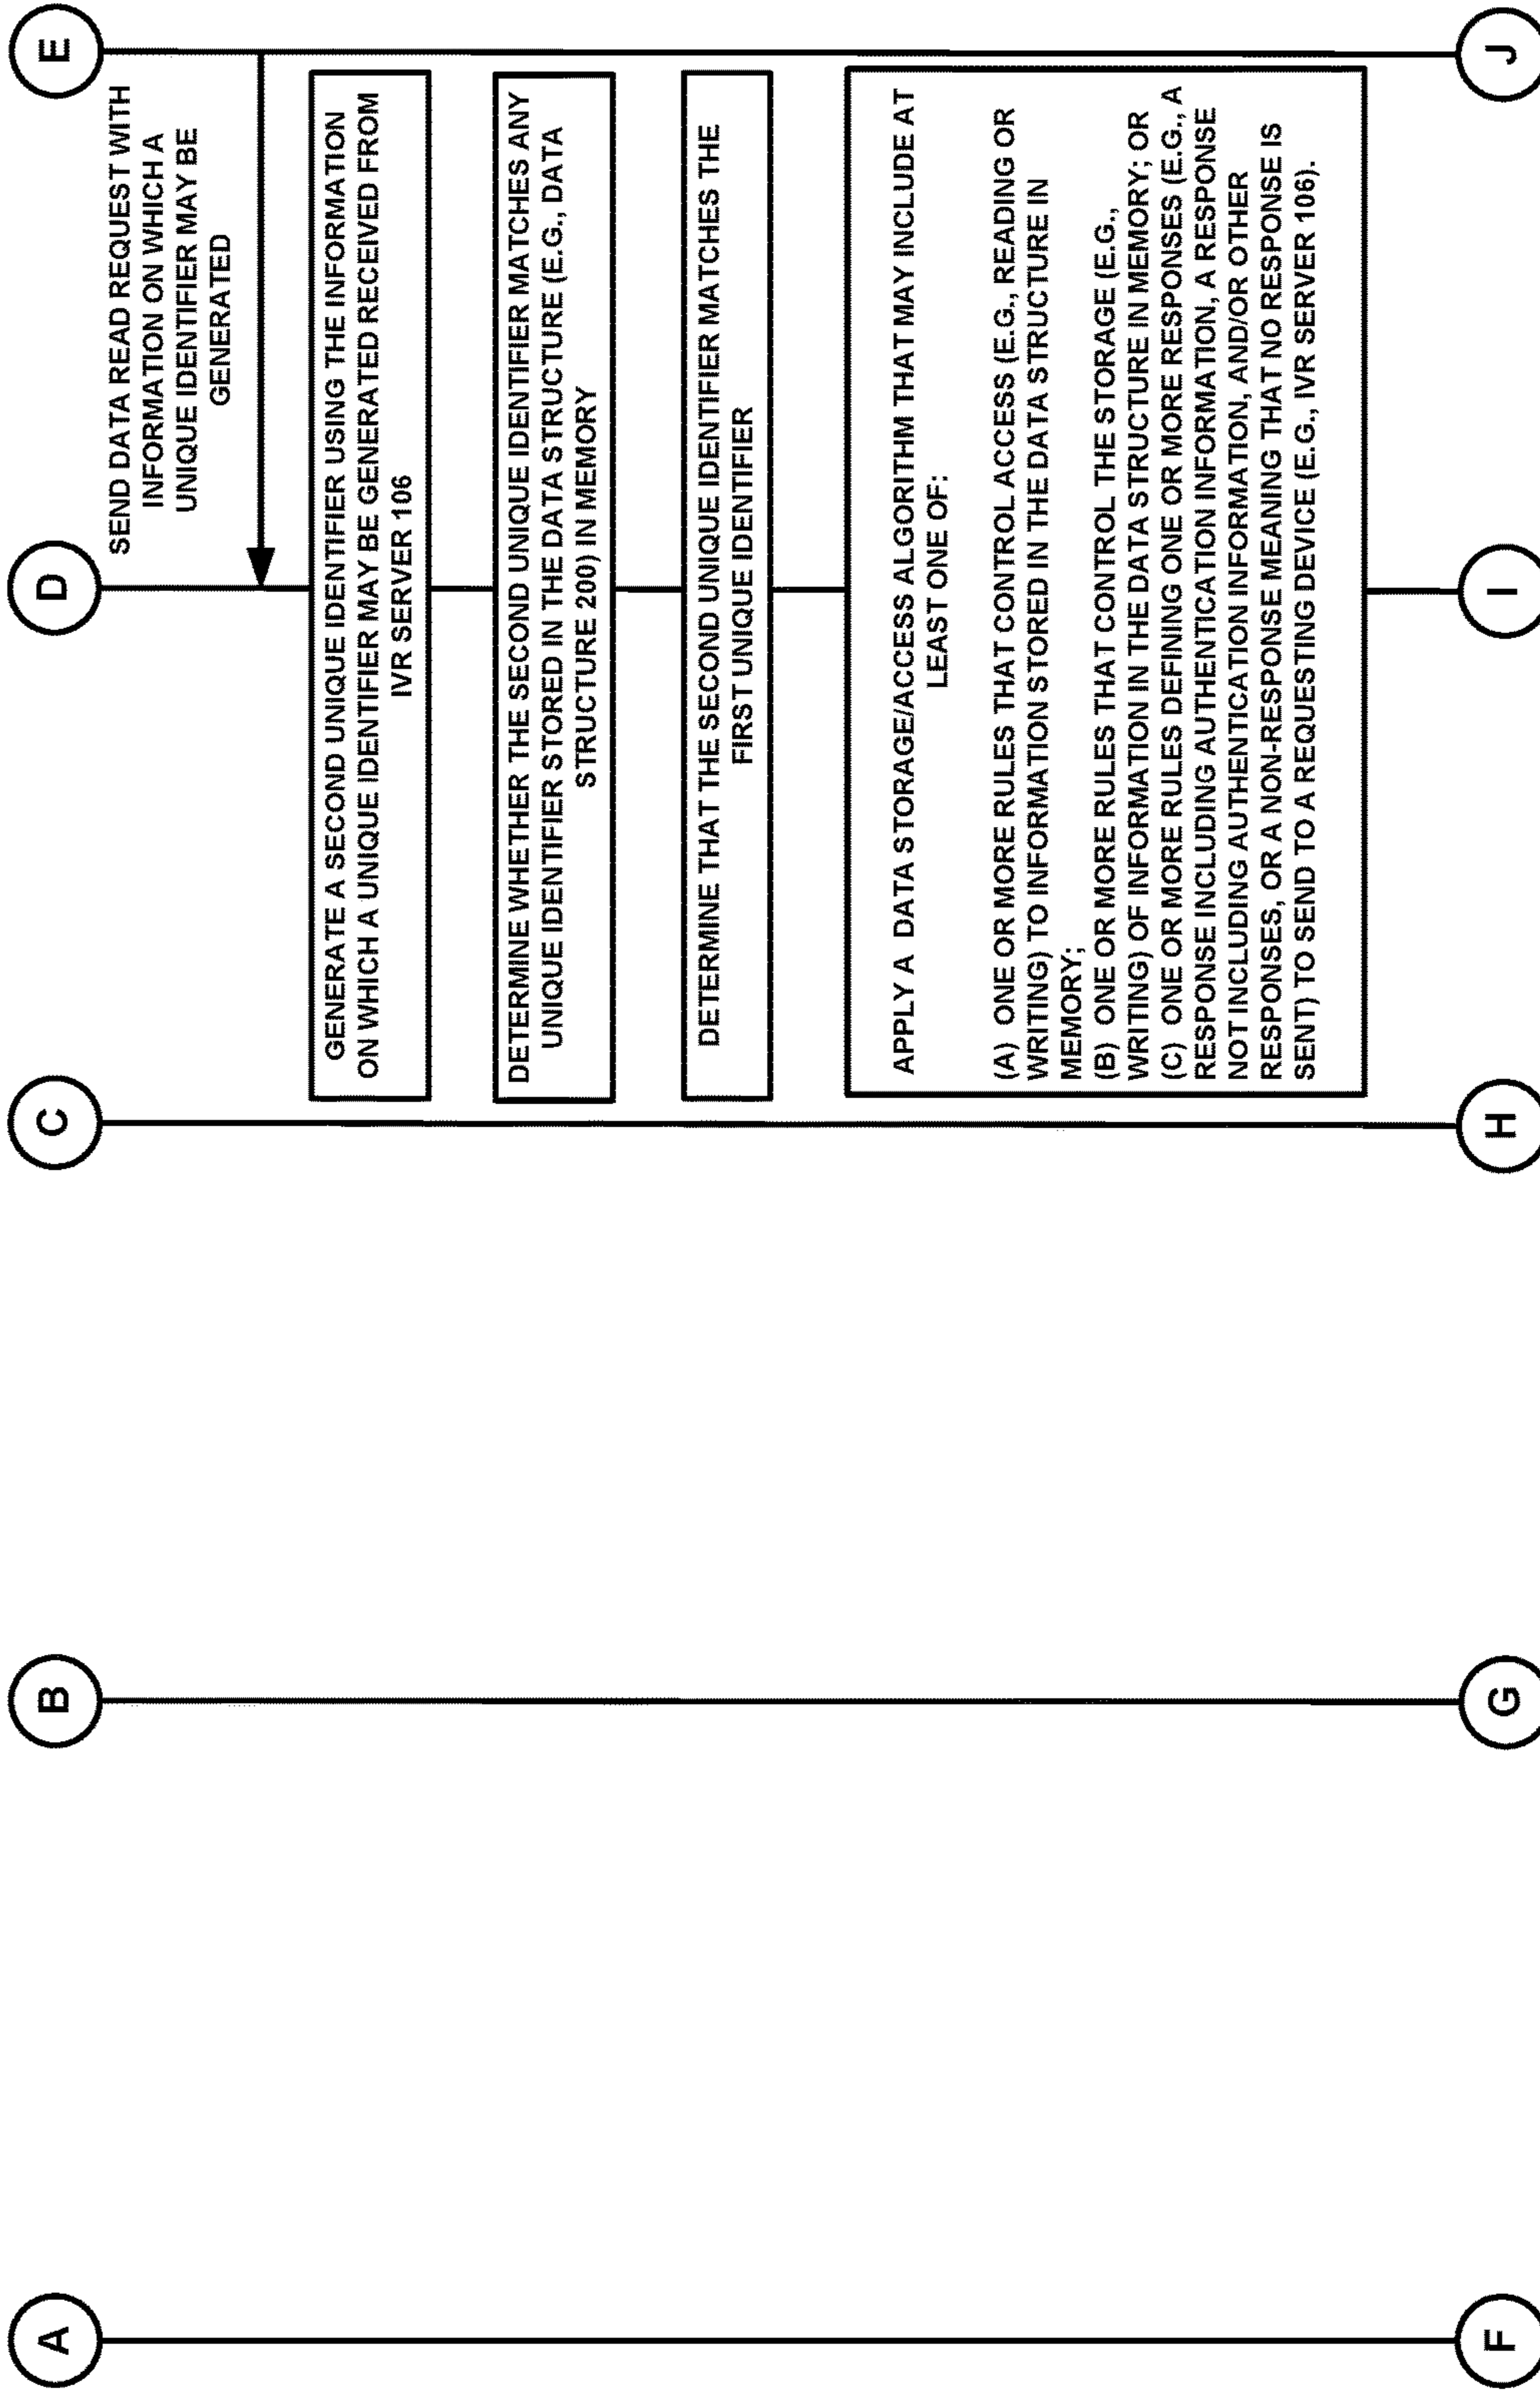 A
B
C
D
E
SEND DATA READ REQUEST WITH
INFORMATION ON WHICH A
UNIQUE IDENTIFIER MAY BE
GENERATED
GENERATE A SECOND UNIQUE IDENTIFIER USING THE INFORMATION
ON WHICH A UNIQUE IDENTIFIER MAY BE GENERATED RECEIVED FROM
IVR SERVER 106
DETERMINE WHETHER THE SECOND UNIQUE IDENTIFIER MATCHES ANY
UNIQUE IDENTIFIER STORED IN THE DATA STRUCTURE (E.G., DATA
STRUCTURE 200) IN MEMORY
DETERMINE THAT THE SECOND UNIQUE IDENTIFIER MATCHES THE
FIRST UNIQUE IDENTIFIER
APPLY A DATA STORAGE/ACCESS ALGORITHM THAT MAY INCLUDE AT
LEAST ONE OF:
(A) ONE OR MORE RULES THAT CONTROL ACCESS (E.G., READING OR
WRITING) TO INFORMATION STORED IN THE DATA STRUCTURE IN
MEMORY;
(B) ONE OR MORE RULES THAT CONTROL THE STORAGE (E.G.,
WRITING) OF INFORMATION IN THE DATA STRUCTURE IN MEMORY; OR
(C) ONE OR MORE RULES DEFINING ONE OR MORE RESPONSES (E.G., A
RESPONSE INCLUDING AUTHENTICATION INFORMATION, A RESPONSE
NOT INCLUDING AUTHENTICATION INFORMATION, AND/OR OTHER
RESPONSES, OR A NON-RESPONSE MEANING THAT NO RESPONSE IS
SENT) TO SEND TO A REQUESTING DEVICE (E.G., IVR SERVER 106).
F
G
H
I
J